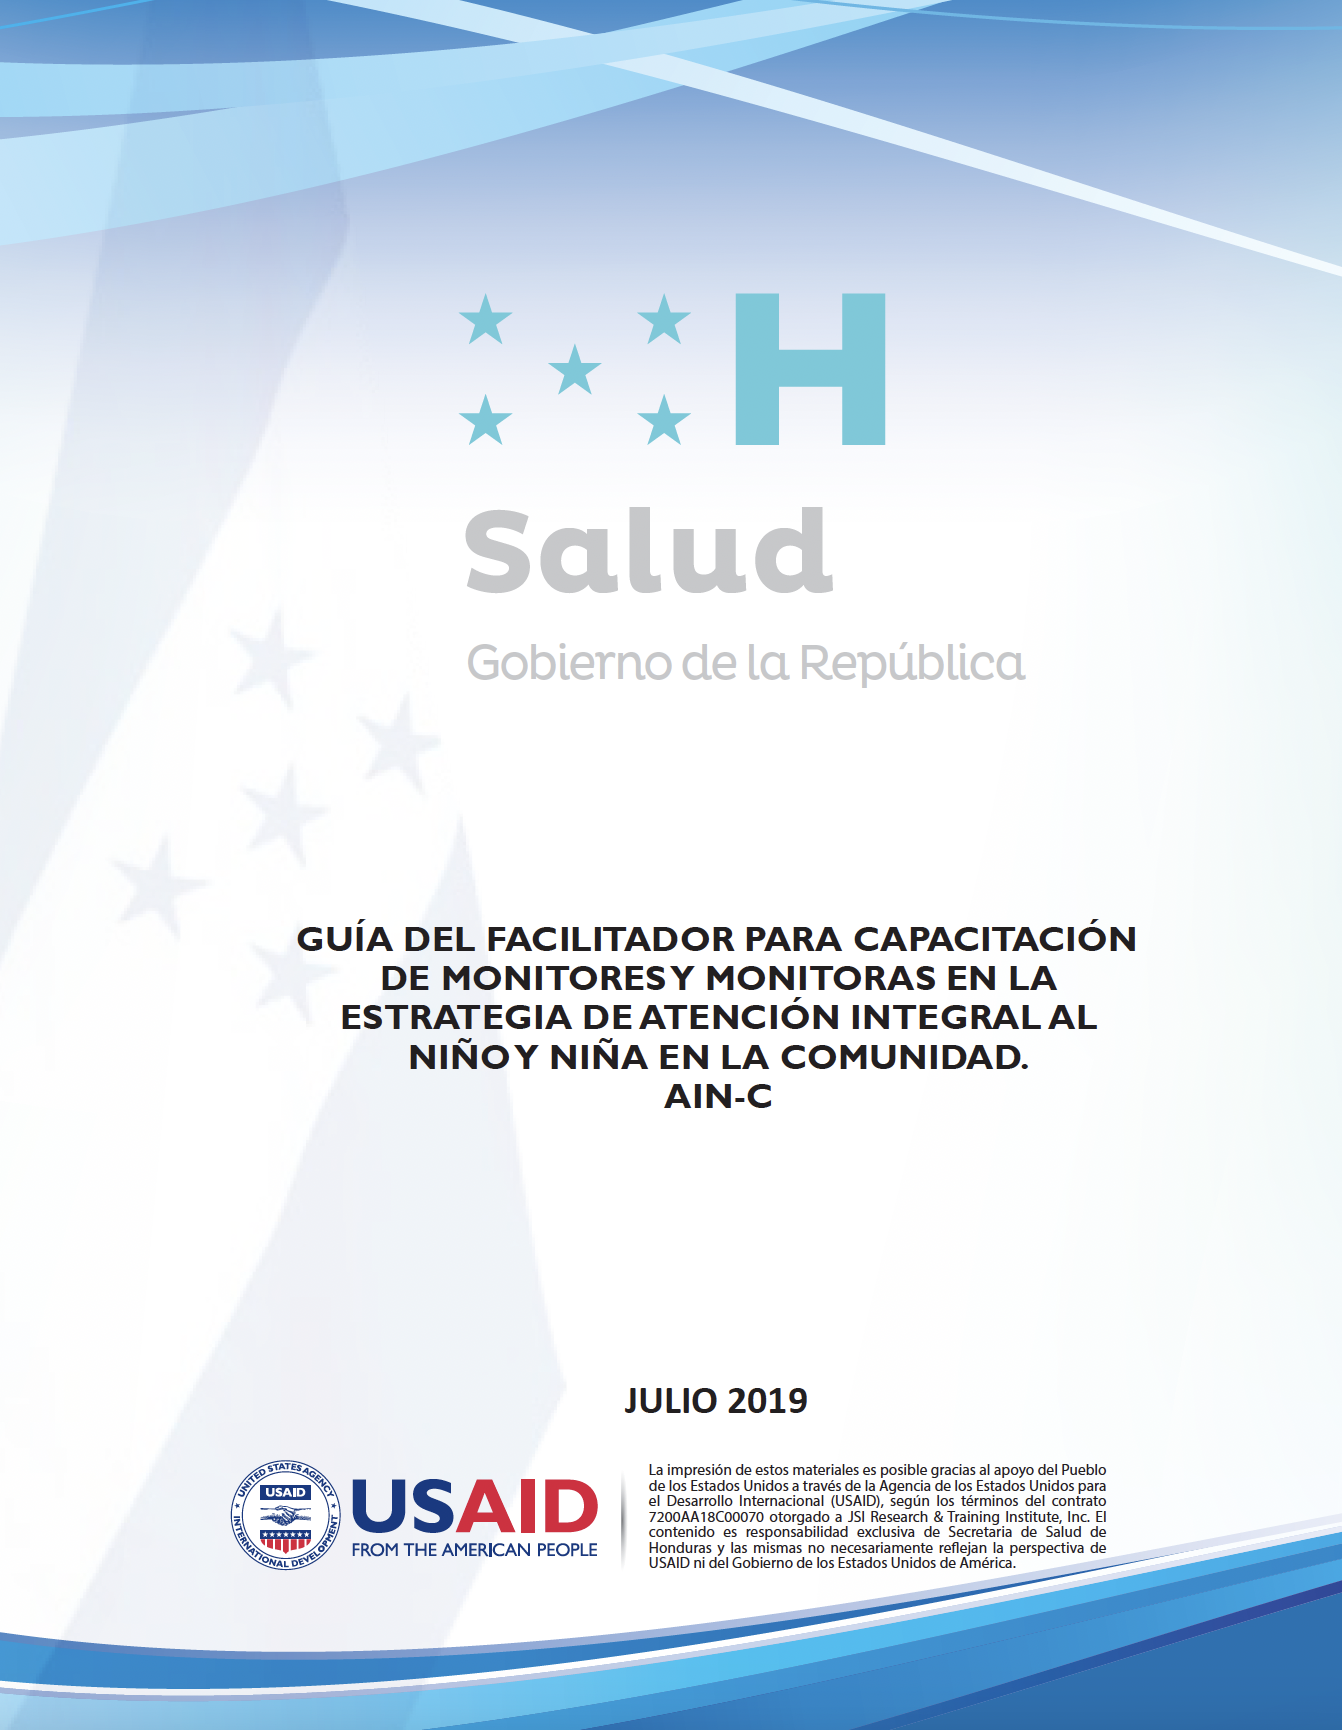 H
Salud
Gobierno de la República
GUÍA DEL FACILITADOR PARA CAPACITACIÓN
DE MONITORES Y MONITORAS EN LA
ESTRATEGIA DE ATENCIÓN INTEGRAL AL
NIÑO Y NIÑA EN LA COMUNIDAD.
AIN-C
JULIO 2019
UNITED STATES AGENCY
USAID
INTERNATIONAL DEVELOPMENT
USAID
FROM THE AMERICAN PEOPLE
La impresión de estos materiales es posible gracias al apoyo del Pueblo
de los Estados Unidos a través de la Agencia de los Estados Unidos para
el Desarrollo Internacional (USAID), según los términos del contrato
7200AA18C00070 otorgado a JSI Research & Training Institute, Inc. El
contenido es responsabilidad exclusiva de Secretaria de Salud de
Honduras y las mismas no necesariamente reflejan la perspectiva de
USAID ni del Gobierno de los Estados Unidos de América.